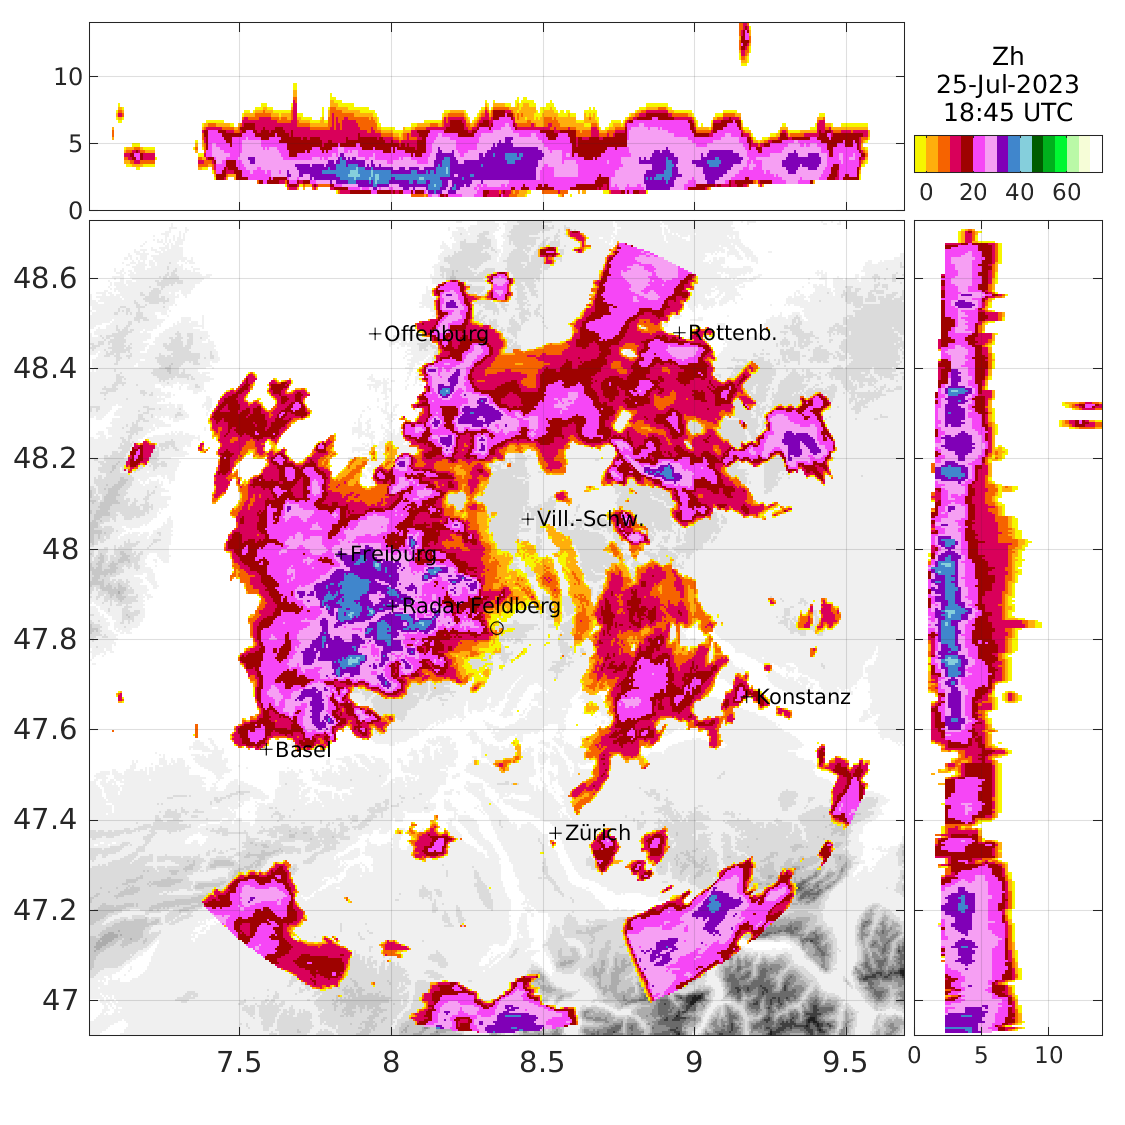 10
5
0
Zh
25-Jul-2023
18:45 UTC
0 20 40 60
48.6
48.4
48.2
48
47.8
47.6
47.4
47.2
47
+Offenburg
+Rottenb.
+Vill.-Schw.
+Freiburg
+Radar Feldberg
+Konstanz
+Basel
+Zürich
7.5 8 8.5 9 9.5
0 5 10